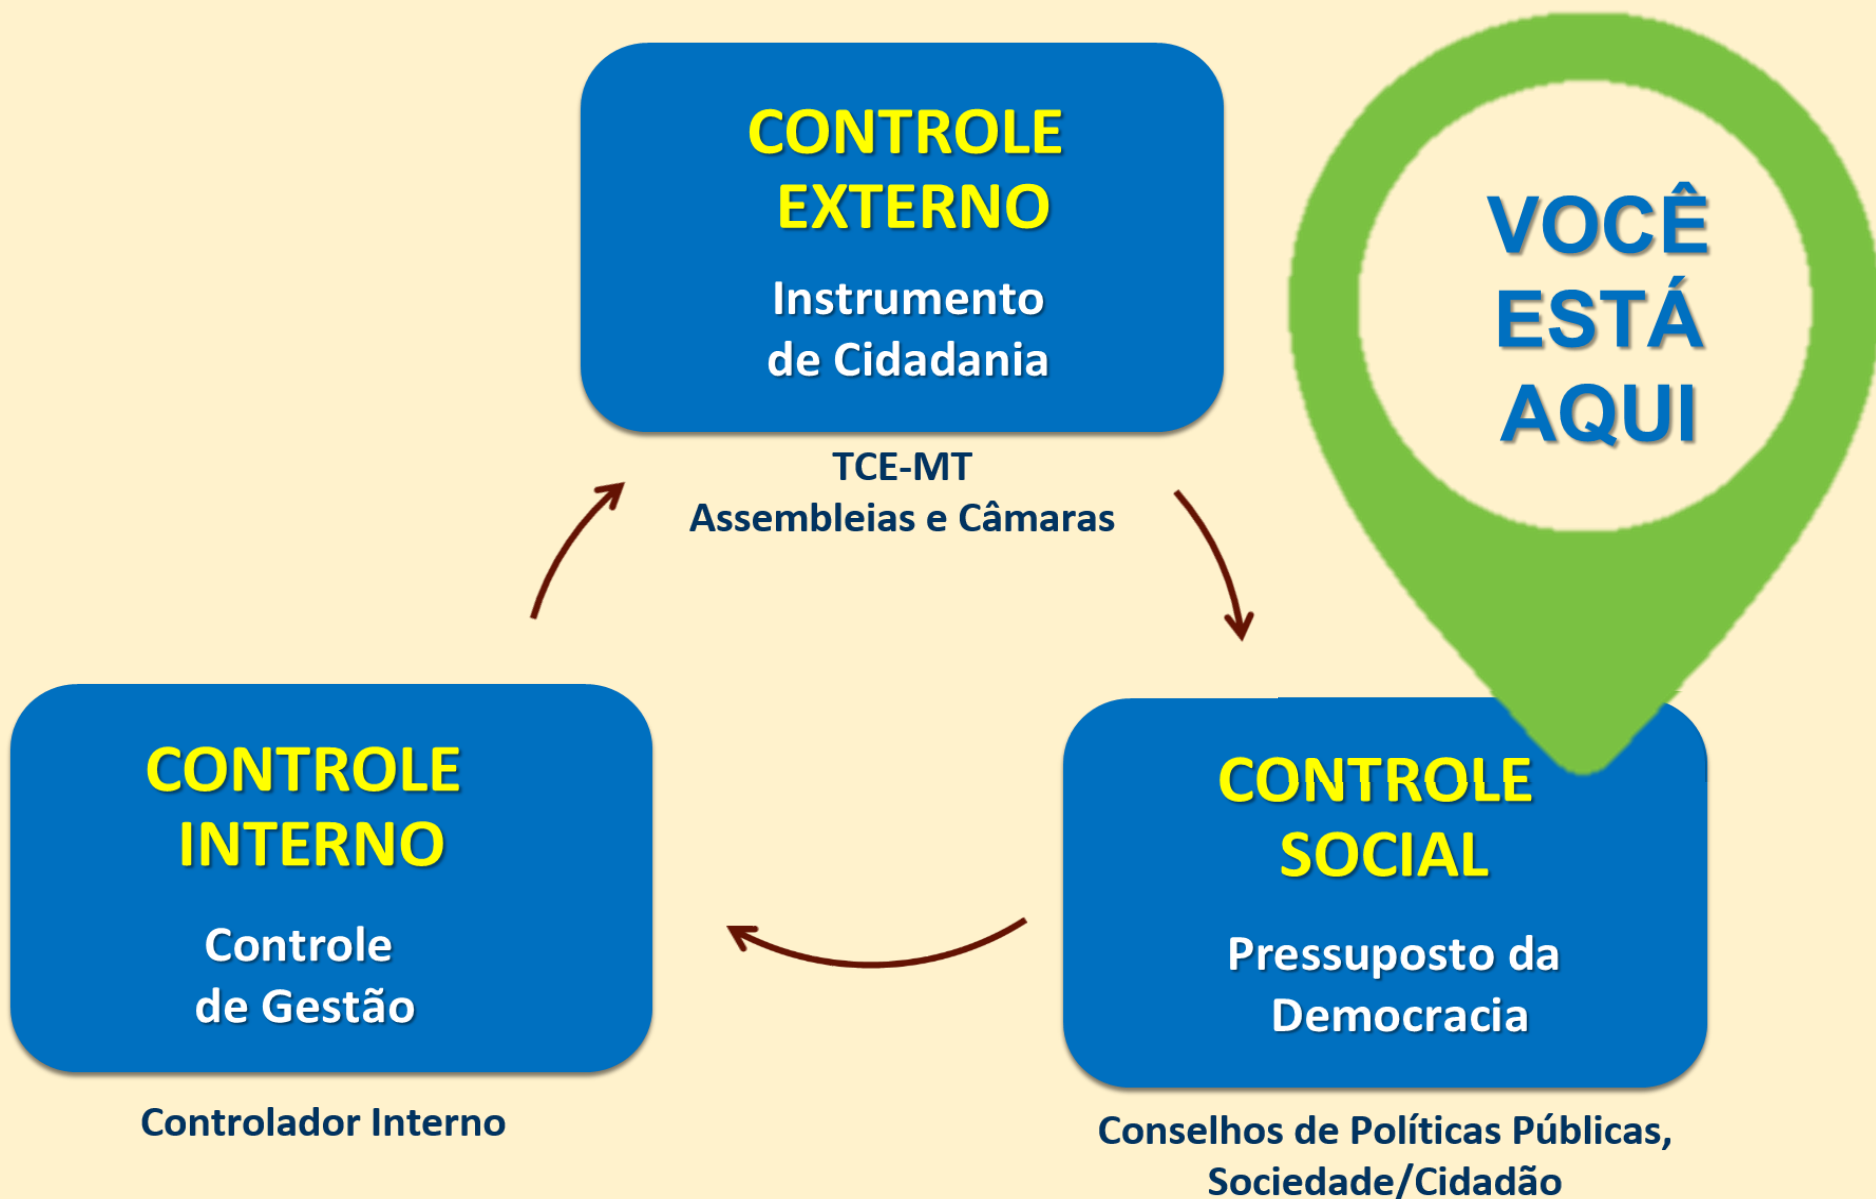 CONTROLE
EXTERNO
Instrumento
de Cidadania
TCE-MT
Assembleias e Câmaras
VOCÊ
ESTÁ
AQUI
CONTROLE
INTERNO
Controle
de Gestão
Controlador Interno
CONTROLE
SOCIAL
Pressuposto da
Democracia
Conselhos de Políticas Públicas,
Sociedade/Cidadão